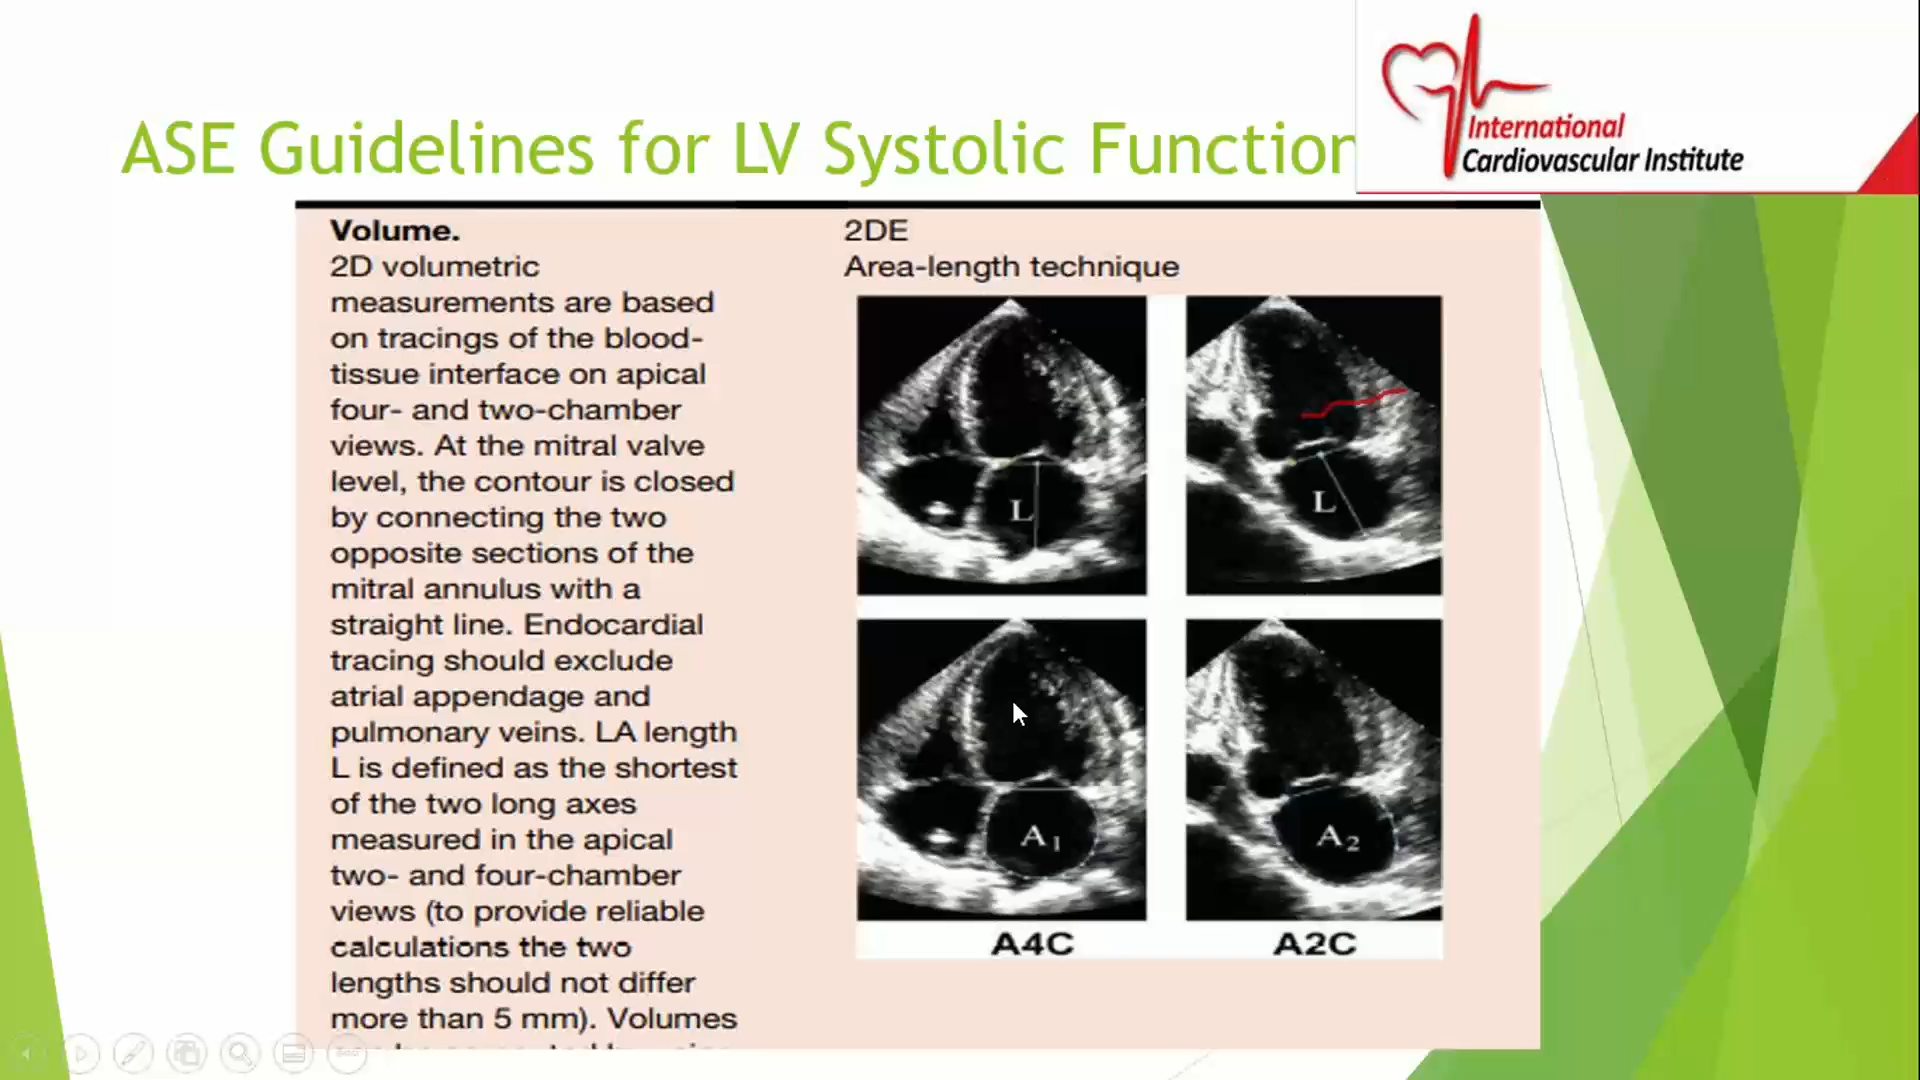 ASE Guidelines for LV Systolic Function
International
Cardiovascular Institute
Volume.
2D volumetric
measurements are based
on tracings of the blood-
tissue interface on apical
four- and two-chamber
views. At the mitral valve
level, the contour is closed
by connecting the two
opposite sections of the
mitral annulus with a
straight line. Endocardial
tracing should exclude
atrial appendage and
pulmonary veins. LA length
L is defined as the shortest
of the two long axes
measured in the apical
two- and four-chamber
views (to provide reliable
calculations the two
lengths should not differ
more than 5 mm). Volumes
2DE
Area-length technique
L
L
A1
A2
A4C
A2C